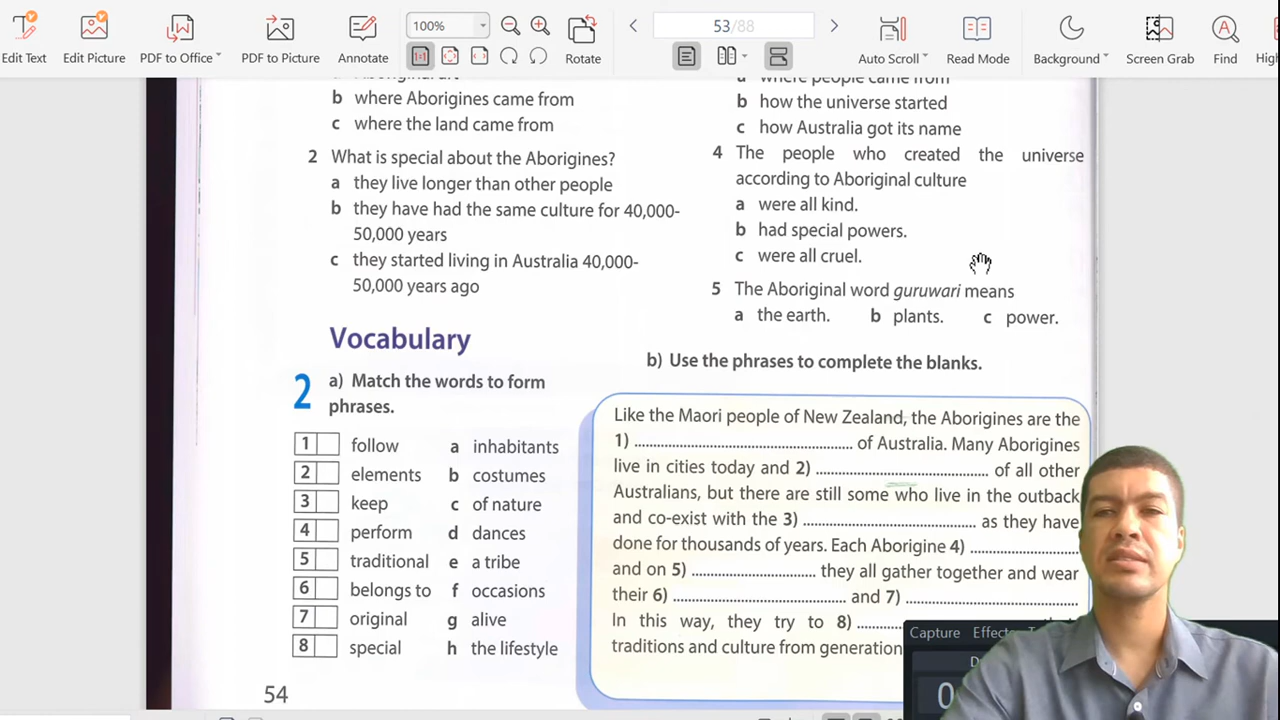 100%
53/88
Edit Text
Edit Picture
PDF to Office
PDF to Picture
Annotate
Rotate
Auto Scroll
Read Mode
Background
Screen Grab
Find
b where Aborigines came from
c where the land came from
2 What is special about the Aborigines?
a they live longer than other people
b they have had the same culture for 40,000-
50,000 years
c they started living in Australia 40,000-
50,000 years ago
a where people came from
b how the universe started
c how Australia got its name
4 The people who created the universe
according to Aboriginal culture
a were all kind.
b had special powers.
c were all cruel.
5 The Aboriginal word guruwari means
a the earth. b plants. c power.
Vocabulary
2 a) Match the words to form
phrases.
1 follow a inhabitants
2 elements b costumes
3 keep c of nature
4 perform d dances
5 traditional e a tribe
6 belongs to f occasions
7 original g alive
8 special h the lifestyle
54
b) Use the phrases to complete the blanks.
Like the Maori people of New Zealand, the Aborigines are the
1) .......................................... of Australia. Many Aborigines
live in cities today and 2) .................................. of all other
Australians, but there are still some who live in the outback
and co-exist with the 3) .................................. as they have
done for thousands of years. Each Aborigine 4) .....................
and on 5) ........................ they all gather together and wear
their 6) .................................. and 7) ..................................
In this way, they try to 8)
traditions and culture from generation
Capture